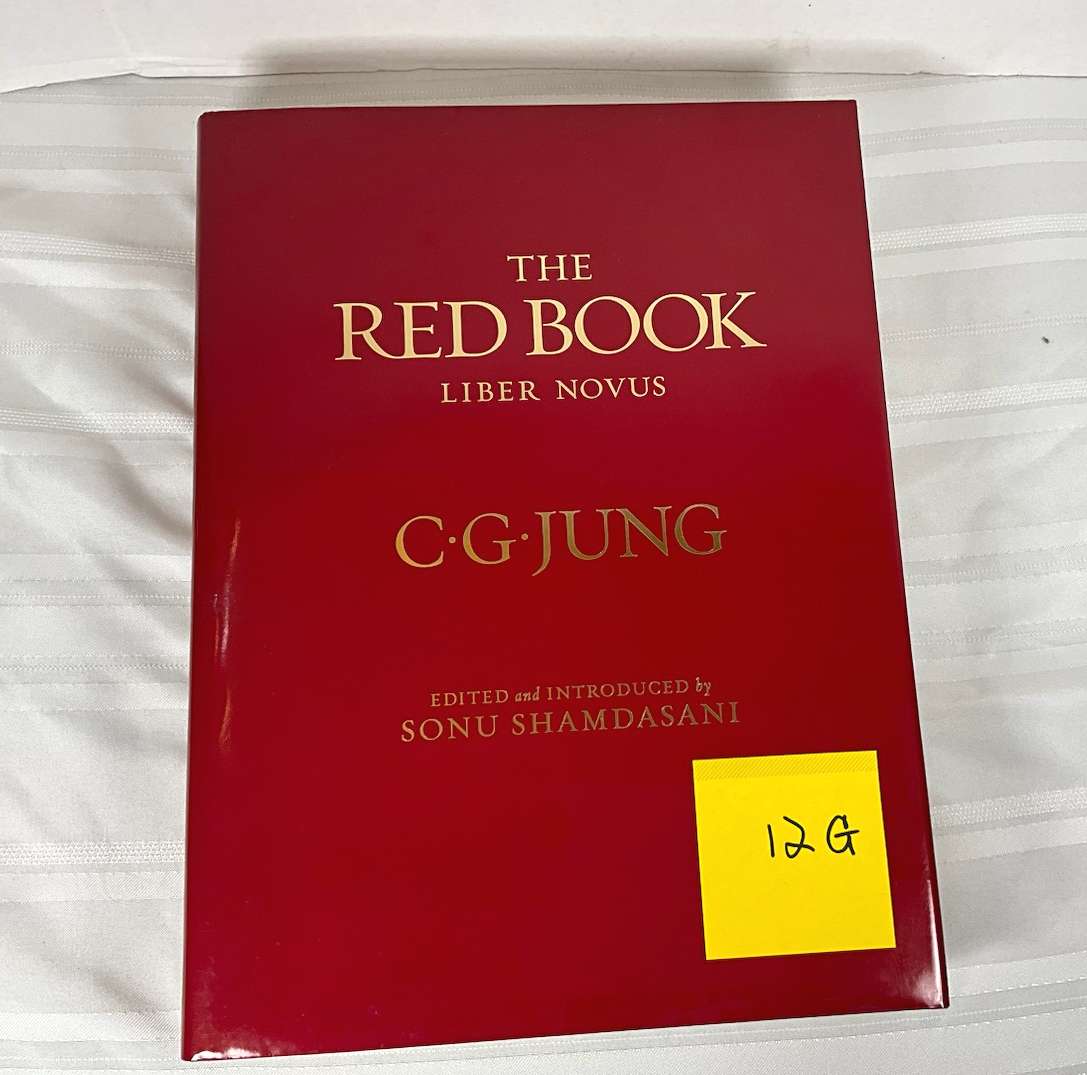 THE
RED BOOK
LIBER NOVUS
C·G·JUNG
EDITED and INTRODUCED by
SONU SHAMDASANI
12G